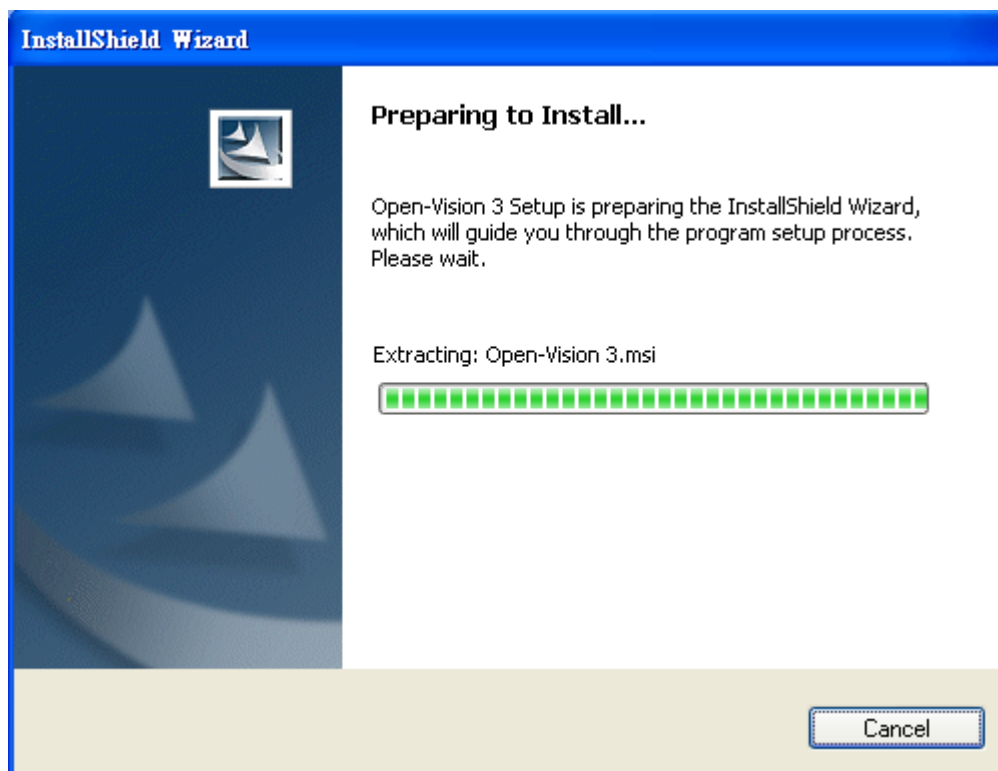 InstallShield Wizard
Preparing to Install...
Open-Vision 3 Setup is preparing the InstallShield Wizard,
which will guide you through the program setup process.
Please wait.
Extracting: Open-Vision 3.msi
Cancel